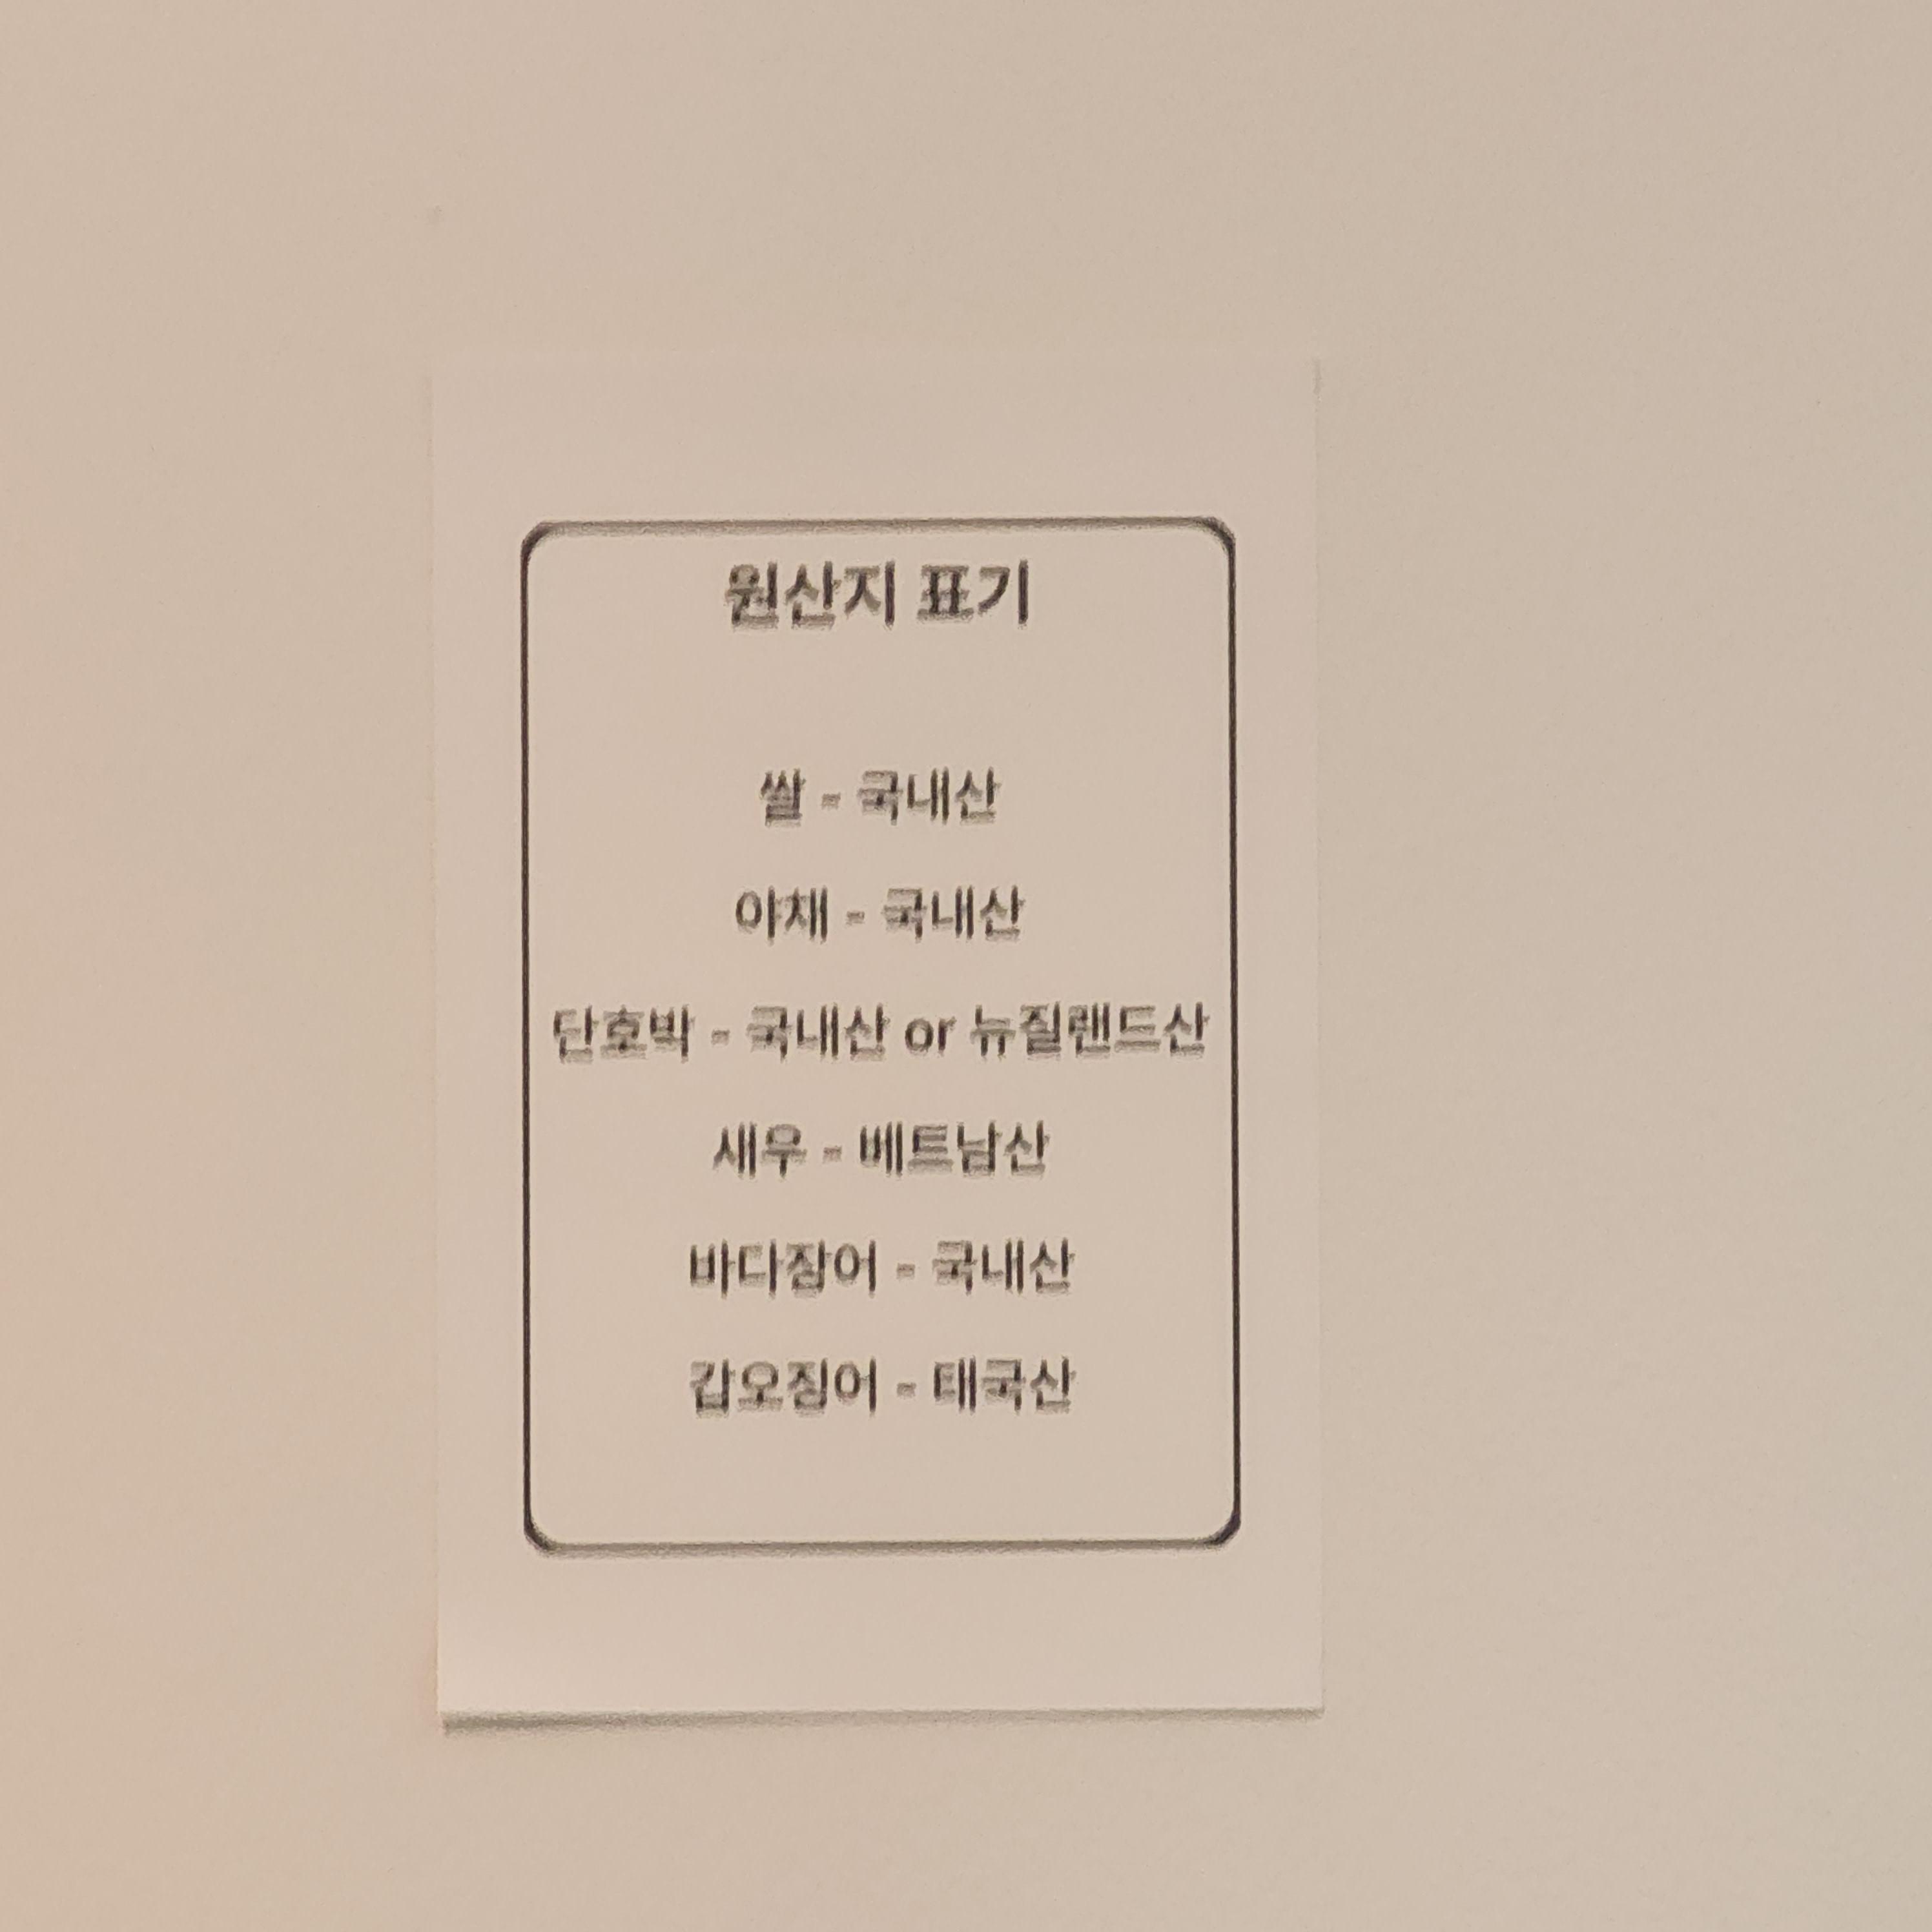 원산지 표기
쌀 - 국내산
야채 - 국내산
단호박 - 국내산 or 뉴질랜드산
새우 - 베트남산
바다장어 - 국내산
갑오징어 - 태국산